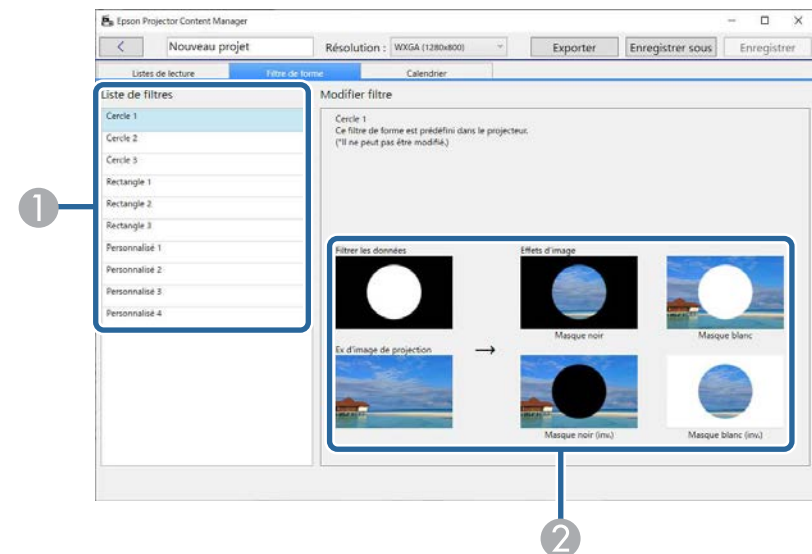 Epson Projector Content Manager
Nouveau projet
Résolution :
WXGA (1280x800)
Exporter
Enregistrer sous
Enregistrer
Listes de lecture
Filtre de forme
Calendrier
Liste de filtres
Cercle 1
Cercle 2
Cercle 3
Rectangle 1
Rectangle 2
Rectangle 3
Personnalisé 1
Personnalisé 2
Personnalisé 3
Personnalisé 4
1
Modifier filtre
Cercle 1
Ce filtre de forme est prédéfini dans le projecteur.
(*Il ne peut pas être modifié.)
Filtrer les données
Effets d'image
Masque noir
Masque blanc
Ex d'image de projection
→
Masque noir (inv.)
Masque blanc (inv.)
2